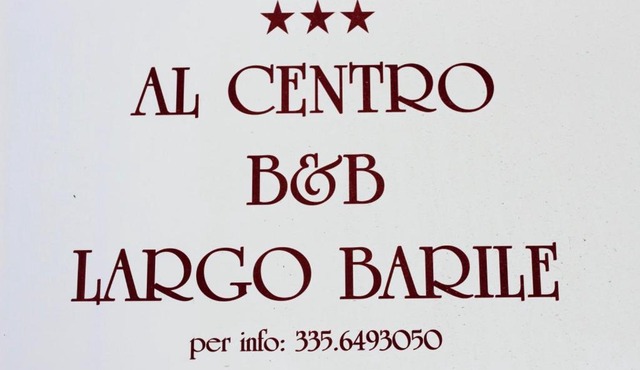 AL CENTRO
B&B
LARGO BARILE
per info: 335.6493050